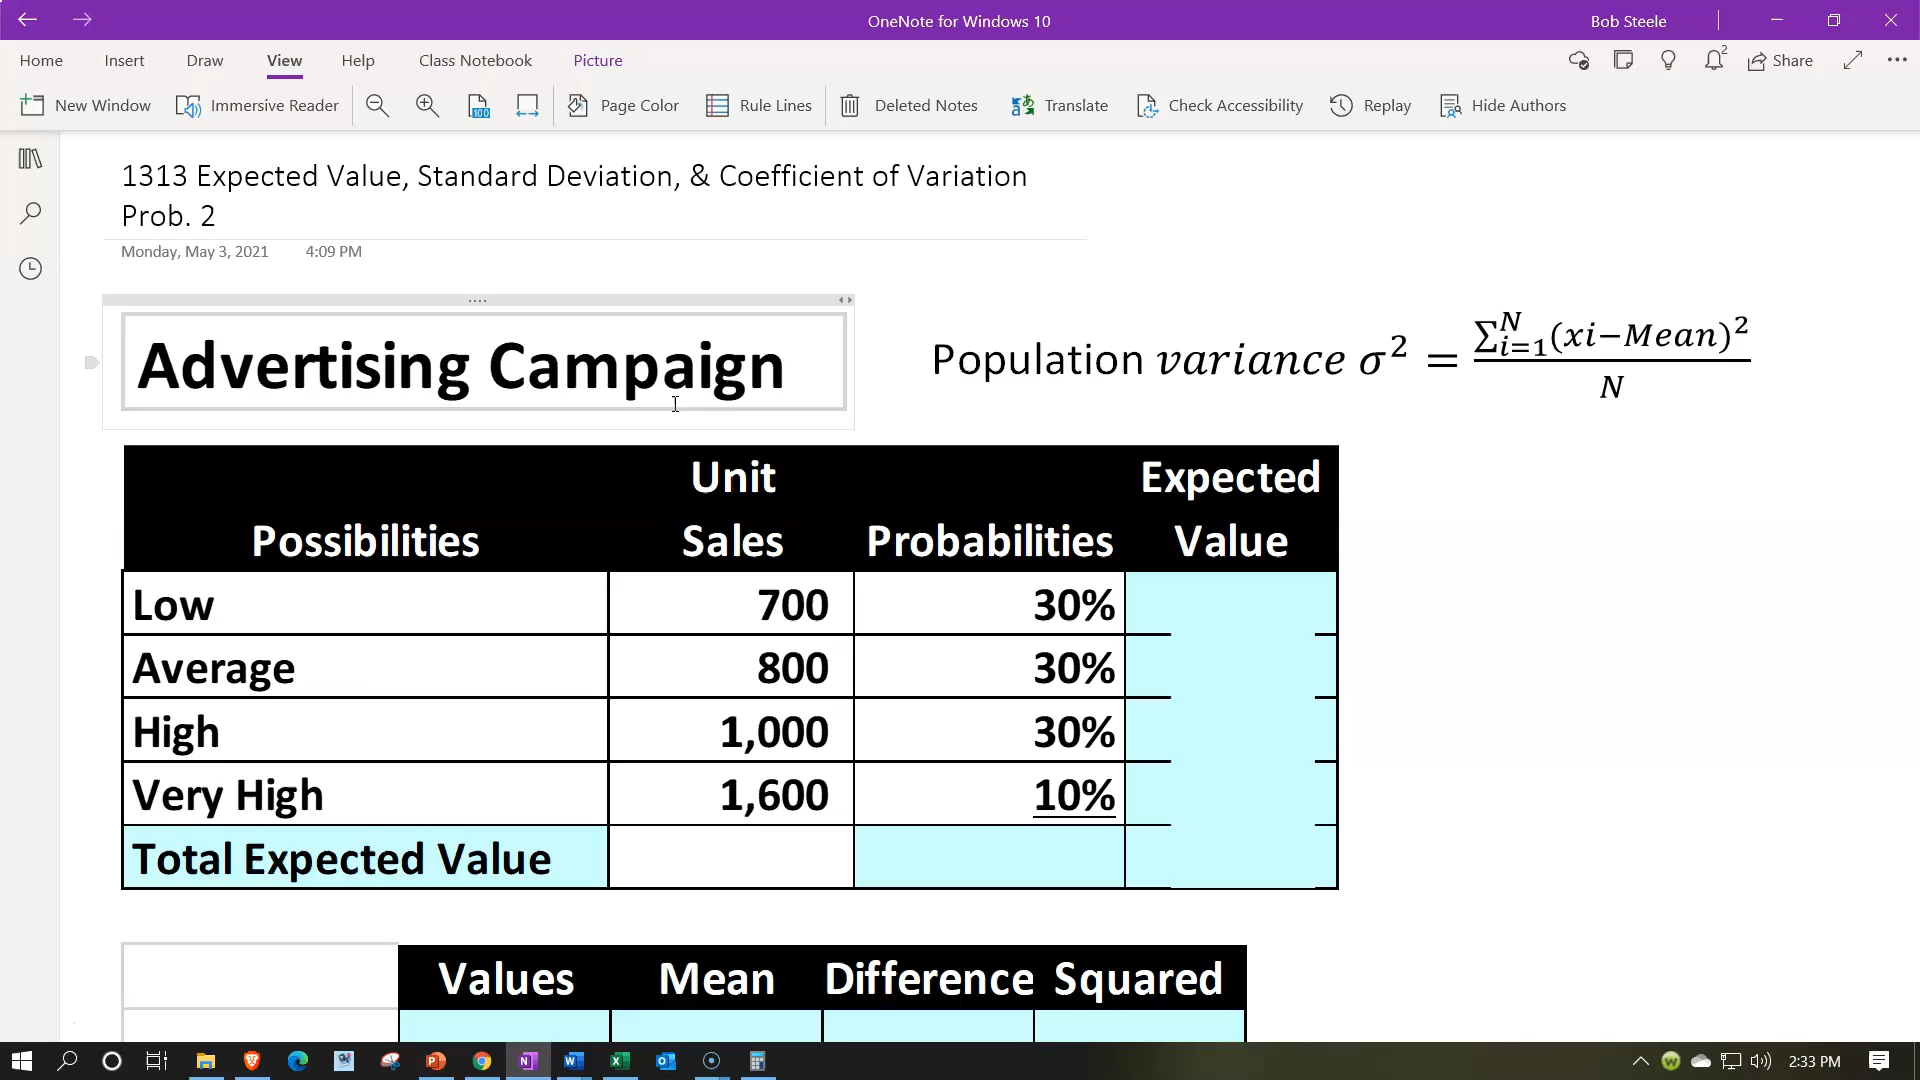 OneNote for Windows 10
Bob Steele
Home Insert Draw View Help Class Notebook Picture
2 Share
New Window Immersive Reader 100 Page Color Rule Lines Deleted Notes Translate Check Accessibility Replay Hide Authors
1313 Expected Value, Standard Deviation, & Coefficient of Variation
Prob. 2
Monday, May 3, 2021 4:09 PM
Advertising Campaign
Population variance σ² = ∑ᴺᵢ₌₁(xi−Mean)² / N
Unit Expected
Possibilities Sales Probabilities Value
Low 700 30%
Average 800 30%
High 1,000 30%
Very High 1,600 10%
Total Expected Value
Values Mean Difference Squared
2:33 PM